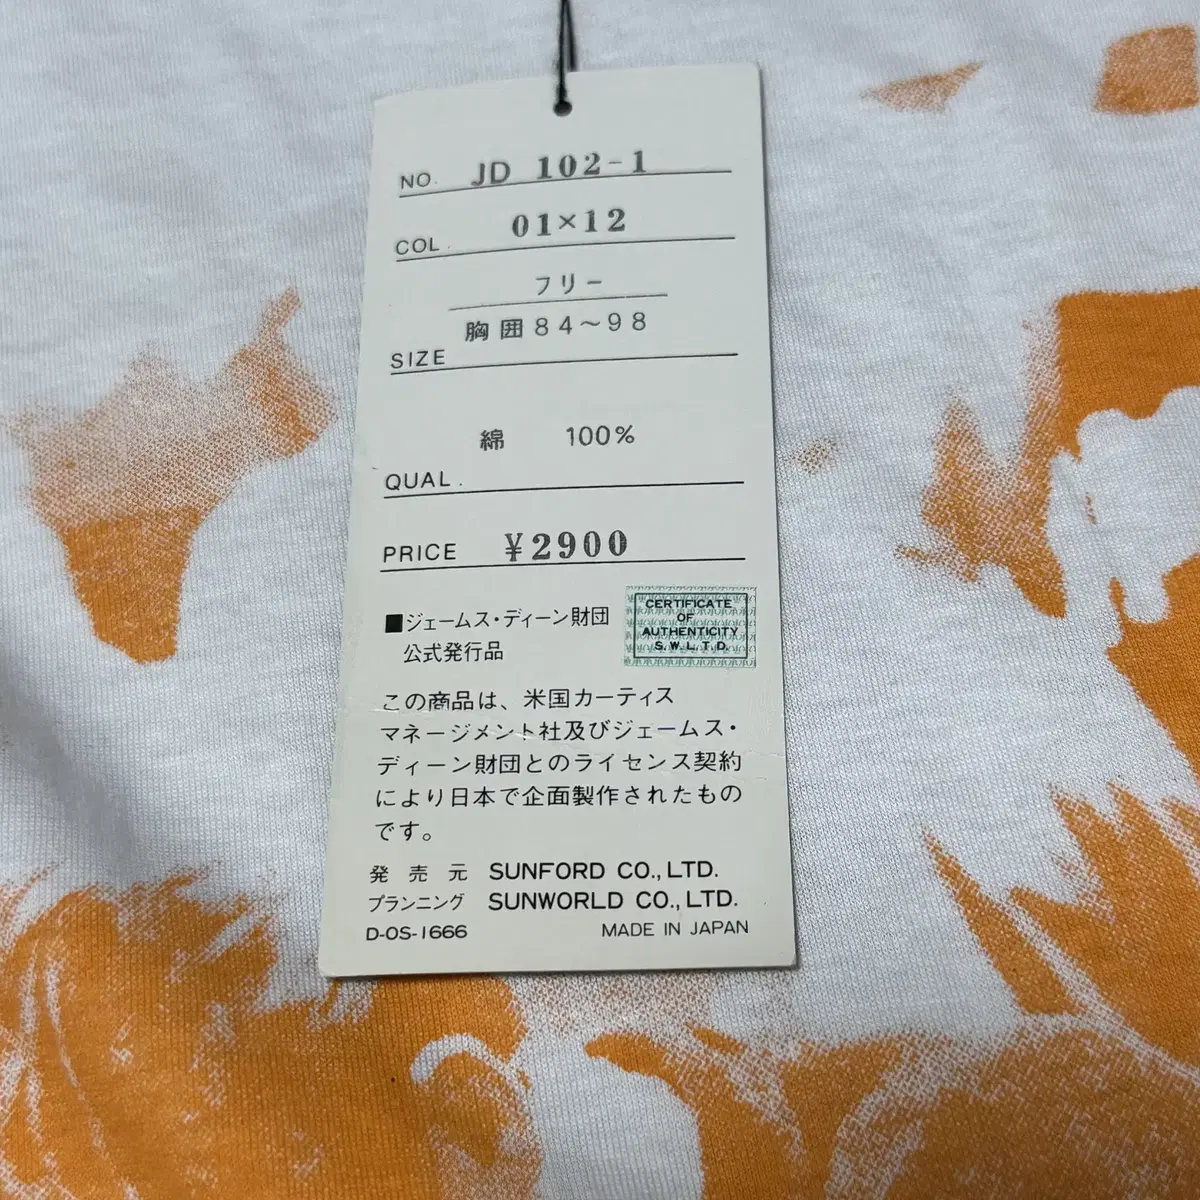 NO. JD 102-1
COL. 01×12
フリー
胸囲84～98
SIZE
綿 100%
QUAL.
PRICE ¥2900
■ジェームス・ディーン財団
公式発行品
CERTIFICATE
OF
AUTHENTICITY
S.W.L.T.D.
この商品は、米国カーティス
マネージメント社及びジェームス・
ディーン財団とのライセンス契約
により日本で企面製作されたもの
です。
発売元 SUNFORD CO.,LTD.
プランニング SUNWORLD CO.,LTD.
D-OS-1666 MADE IN JAPAN